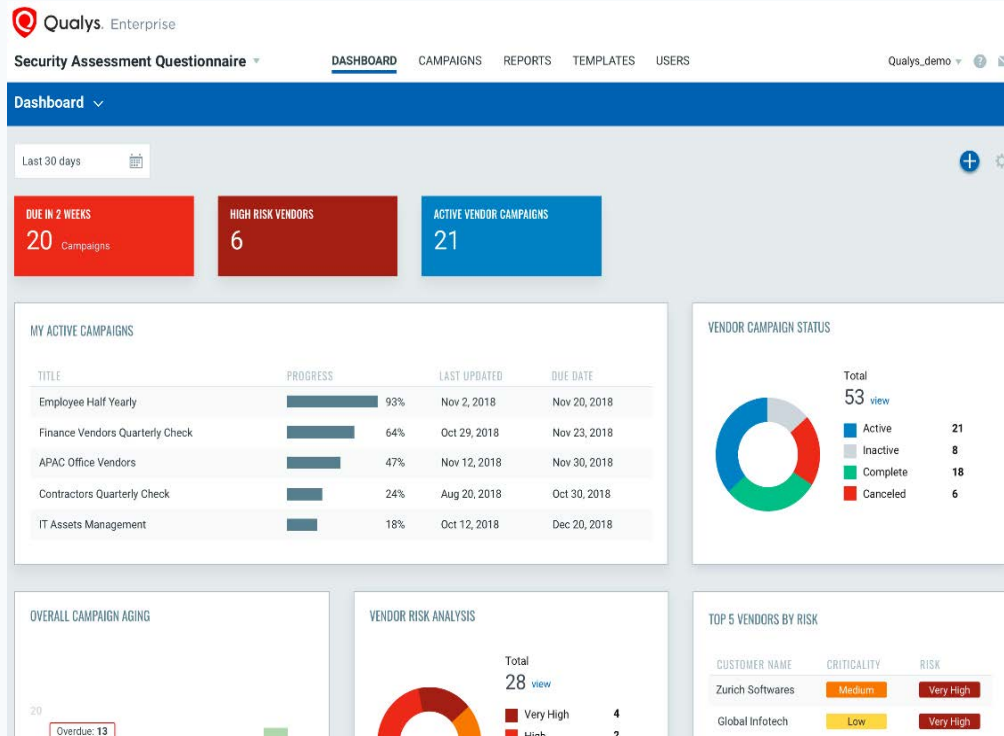 Qualys. Enterprise
Security Assessment Questionnaire
DASHBOARD CAMPAIGNS REPORTS TEMPLATES USERS
Qualys_demo
Dashboard
Last 30 days
DUE IN 2 WEEKS
20 Campaigns
HIGH RISK VENDORS
6
ACTIVE VENDOR CAMPAIGNS
21
MY ACTIVE CAMPAIGNS
TITLE PROGRESS LAST UPDATED DUE DATE
Employee Half Yearly 93% Nov 2, 2018 Nov 20, 2018
Finance Vendors Quarterly Check 64% Oct 29, 2018 Nov 23, 2018
APAC Office Vendors 47% Nov 12, 2018 Nov 30, 2018
Contractors Quarterly Check 24% Aug 20, 2018 Oct 30, 2018
IT Assets Management 18% Oct 12, 2018 Dec 20, 2018
VENDOR CAMPAIGN STATUS
Total
53 view
Active 21
Inactive 8
Complete 18
Canceled 6
OVERALL CAMPAIGN AGING
20
Overdue: 13
VENDOR RISK ANALYSIS
Total
28 view
Very High 4
High 2
TOP 5 VENDORS BY RISK
CUSTOMER NAME CRITICALITY RISK
Zurich Softwares Medium Very High
Global Infotech Low Very High